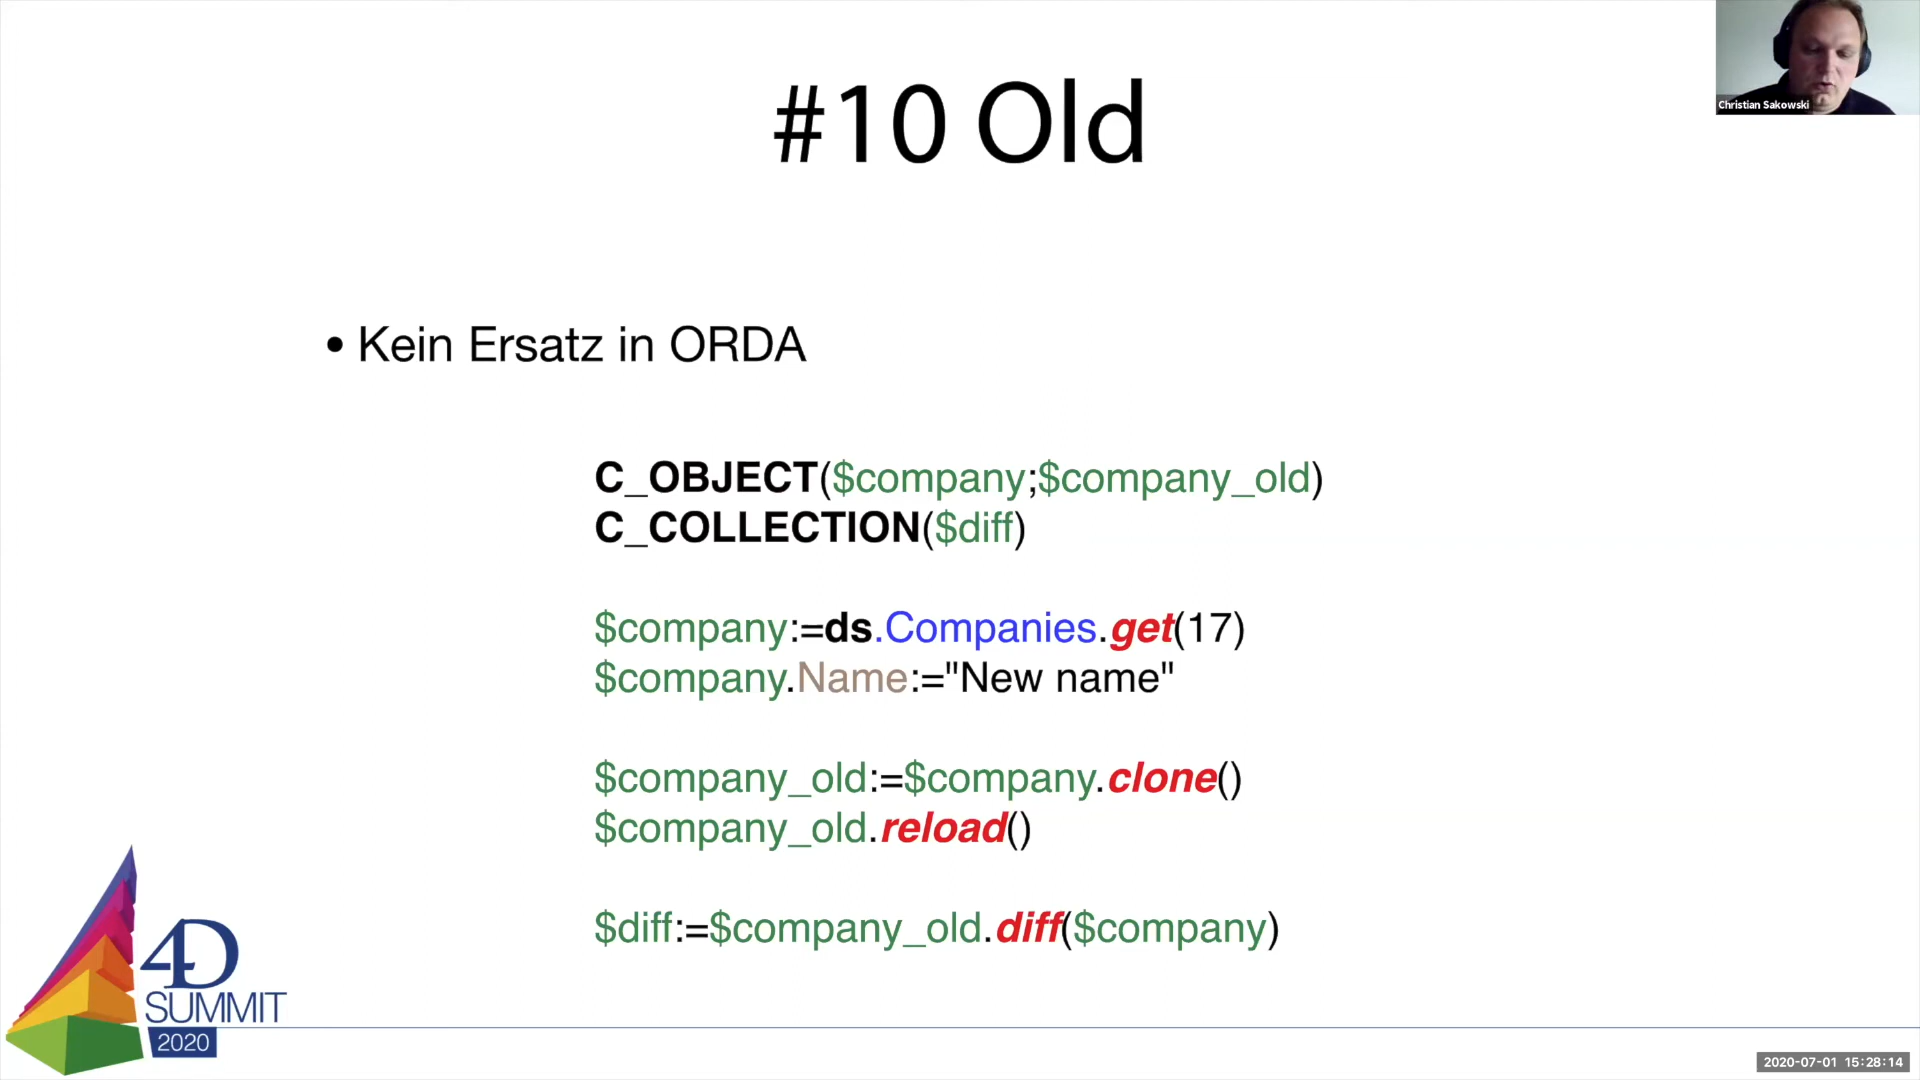 Christian Sakowski
#10 Old
• Kein Ersatz in ORDA
C_OBJECT($company;$company_old)
C_COLLECTION($diff)
$company:=ds.Companies.get(17)
$company.Name:="New name"
$company_old:=$company.clone()
$company_old.reload()
$diff:=$company_old.diff($company)
4D
SUMMIT
2020
2020-07-01 15:28:14